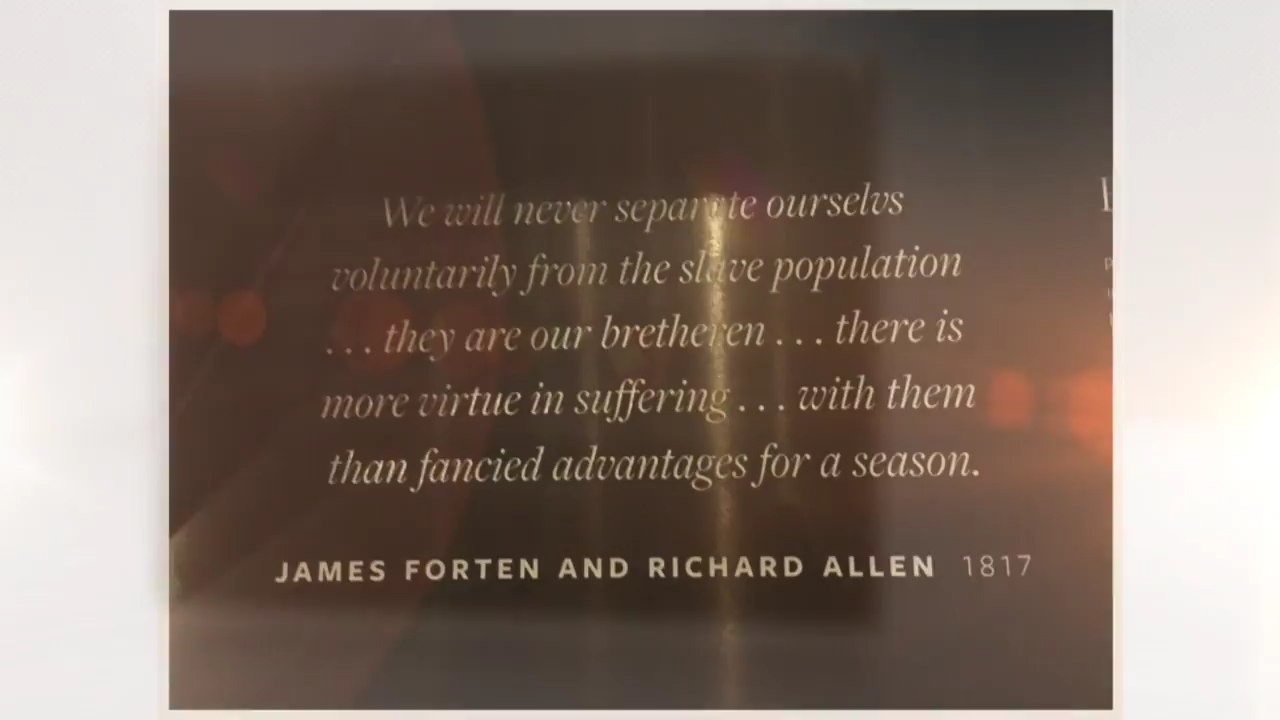 We will never separate ourselvs
voluntarily from the slave population
. . . they are our bretheren . . . there is
more virtue in suffering . . . with them
than fancied advantages for a season.
JAMES FORTEN AND RICHARD ALLEN 1817